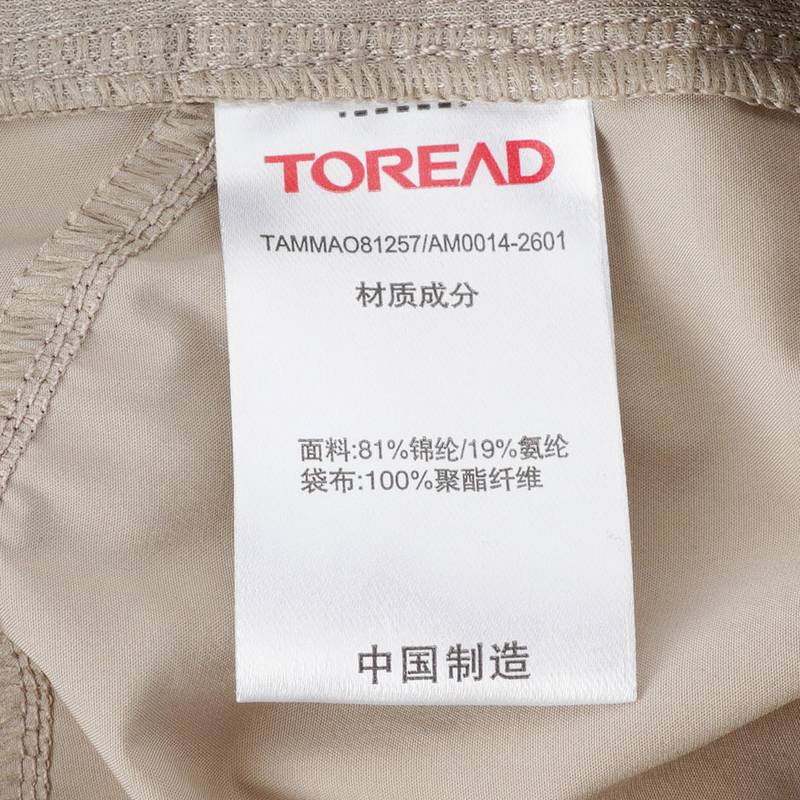 TOREAD
TAMMAO81257/AM0014-2601
材质成分
面料:81%锦纶/19%氨纶
袋布:100%聚酯纤维
中国制造